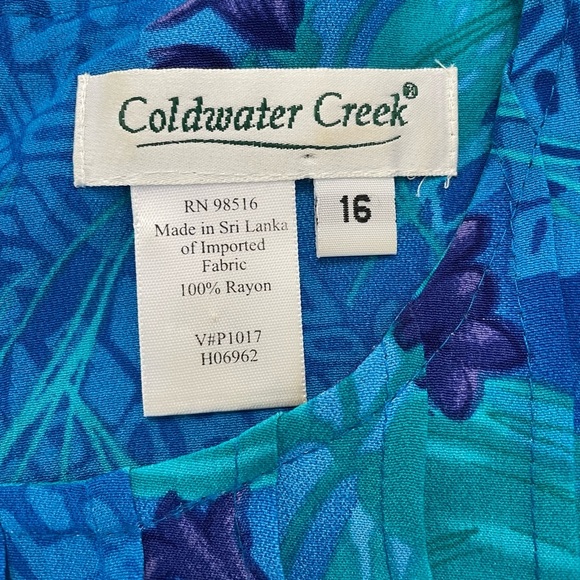 Coldwater Creek®
RN 98516
Made in Sri Lanka
of Imported
Fabric
100% Rayon
V#P1017
H06962
16